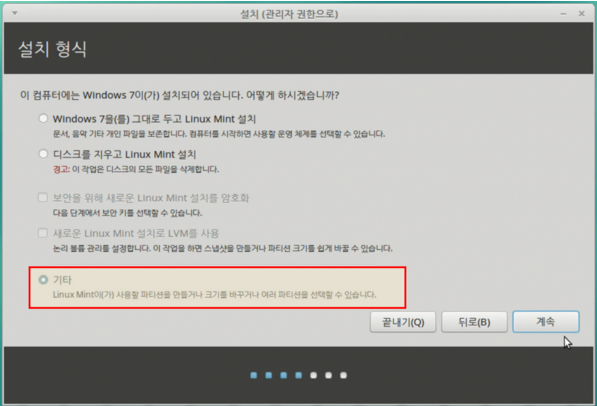 설치 (관리자 권한으로)
설치 형식
이 컴퓨터에는 Windows 7이(가) 설치되어 있습니다. 어떻게 하시겠습니까?
Windows 7을(를) 그대로 두고 Linux Mint 설치
문서, 음악 기타 개인 파일을 보존합니다. 컴퓨터를 시작하면 사용할 운영 체계를 선택할 수 있습니다.
디스크를 지우고 Linux Mint 설치
경고: 이 작업은 디스크의 모든 파일을 삭제합니다.
보안을 위해 새로운 Linux Mint 설치를 암호화
다음 단계에서 보안 키를 선택할 수 있습니다.
새로운 Linux Mint 설치로 LVM를 사용
논리 볼륨 관리를 설정합니다. 이 작업을 하면 스냅샷을 만들거나 파티션 크기를 쉽게 바꿀 수 있습니다.
기타
Linux Mint이(가) 사용할 파티션을 만들거나 크기를 바꾸거나 여러 파티션을 선택할 수 있습니다.
끝내기(Q) 뒤로(B) 계속